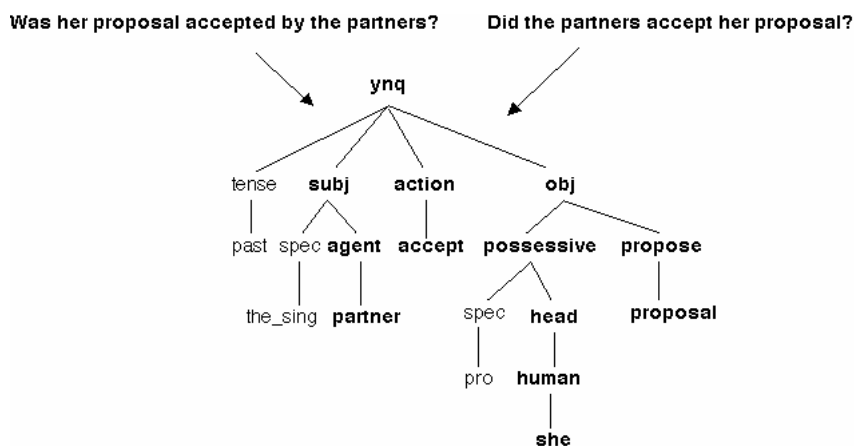 Was her proposal accepted by the partners? Did the partners accept her proposal?
ynq
tense subj action obj
past spec agent accept possessive propose
the_sing partner spec head proposal
pro human
she